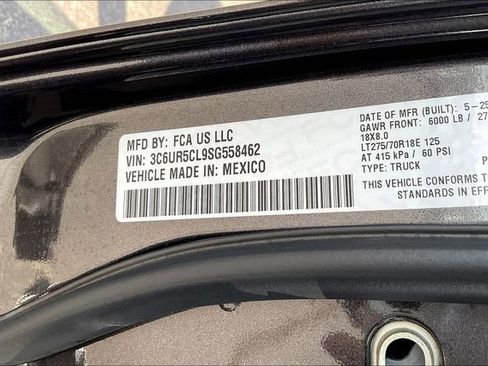 MFD BY: FCA US LLC
VIN: 3C6UR5CL9SG558462
VEHICLE MADE IN: MEXICO
DATE OF MFR (BUILT): 5-25
GAWR FRONT: 6000 LB / 27
18X8.0
LT275/70R18E 125
AT 415 kPa / 60 PSI
TYPE: TRUCK
THIS VEHICLE CONFORMS T
STANDARDS IN EFF